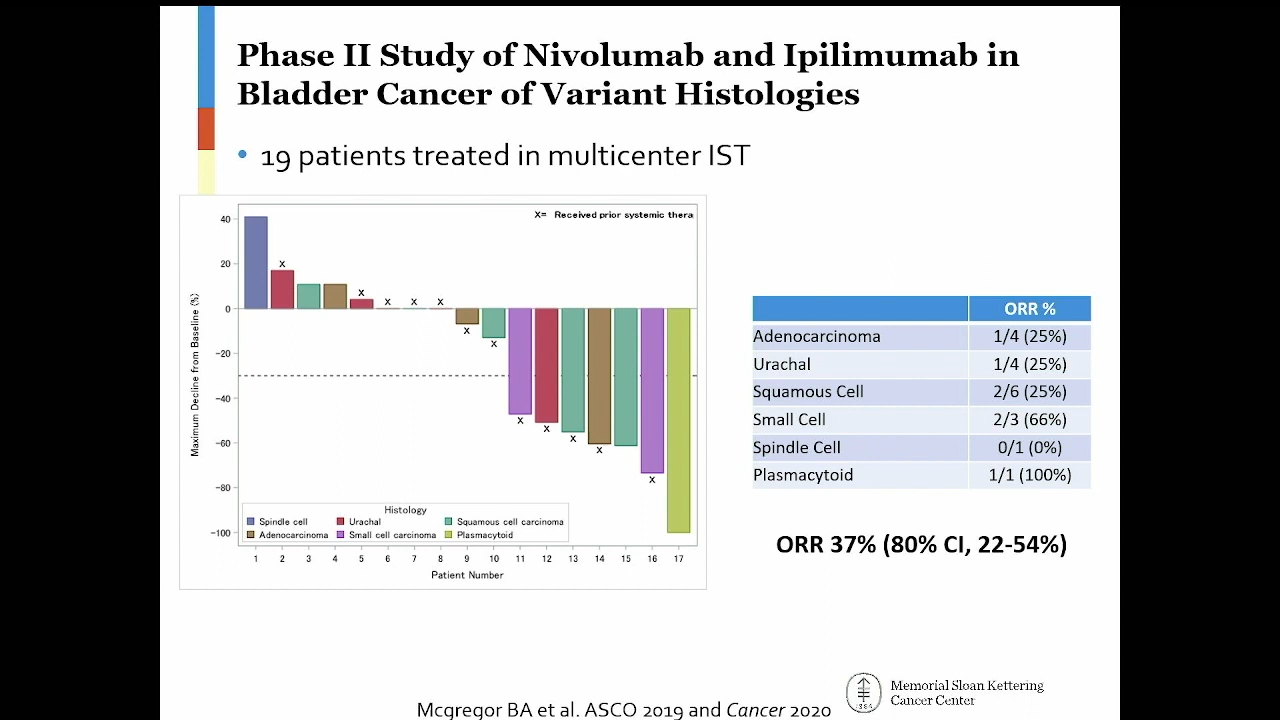 Phase II Study of Nivolumab and Ipilimumab in
Bladder Cancer of Variant Histologies
• 19 patients treated in multicenter IST
X= Received prior systemic thera
Maximum Decline from Baseline (%)
40
20
0
−20
−40
−60
−80
−100
x
x
x
x
x
x
x
x
x
x
x
x
Histology
Spindle cell Urachal Squamous cell carcinoma
Adenocarcinoma Small cell carcinoma Plasmacytoid
1 2 3 4 5 6 7 8 9 10 11 12 13 14 15 16 17
Patient Number
ORR %
Adenocarcinoma 1/4 (25%)
Urachal 1/4 (25%)
Squamous Cell 2/6 (25%)
Small Cell 2/3 (66%)
Spindle Cell 0/1 (0%)
Plasmacytoid 1/1 (100%)
ORR 37% (80% CI, 22-54%)
Memorial Sloan Kettering
Cancer Center
Mcgregor BA et al. ASCO 2019 and Cancer 2020